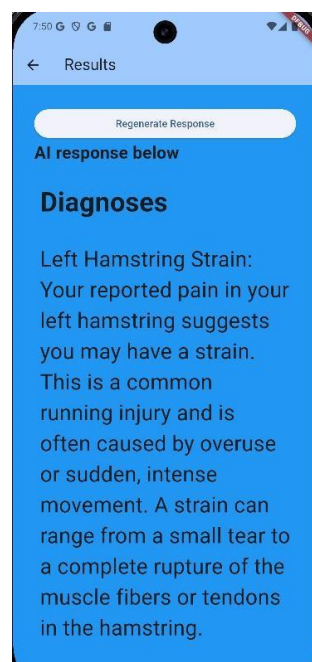 7:50 G G
DEBUG
← Results
Regenerate Response
AI response below
Diagnoses
Left Hamstring Strain:
Your reported pain in your
left hamstring suggests
you may have a strain.
This is a common
running injury and is
often caused by overuse
or sudden, intense
movement. A strain can
range from a small tear to
a complete rupture of the
muscle fibers or tendons
in the hamstring.